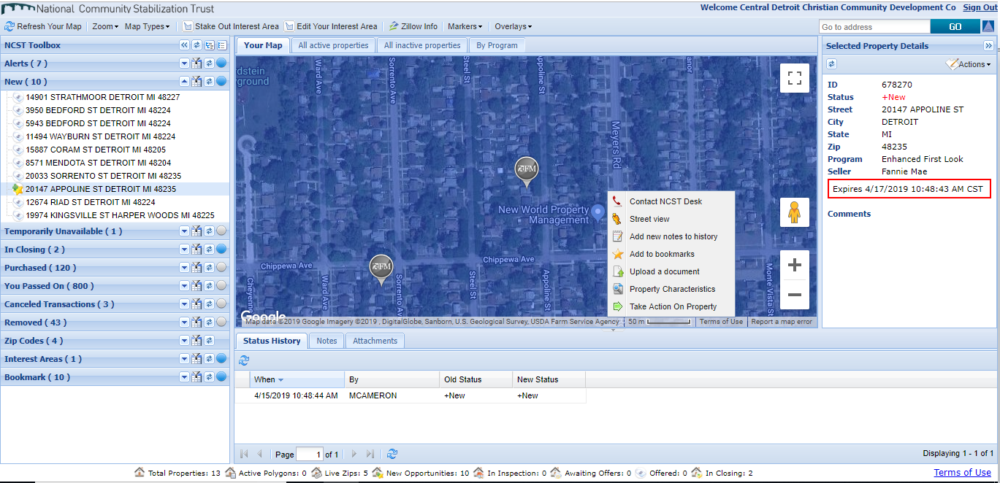 National Community Stabilization Trust
Welcome Central Detroit Christian Community Development Co Sign Out
Refresh Your Map Zoom Map Types Stake Out Interest Area Edit Your Interest Area Zillow Info Markers Overlays Go to address GO
NCST Toolbox
Alerts ( 7 )
New ( 10 )
14901 STRATHMOOR DETROIT MI 48227
3950 BEDFORD ST DETROIT MI 48224
5943 BEDFORD ST DETROIT MI 48224
11494 WAYBURN ST DETROIT MI 48224
15887 CORAM ST DETROIT MI 48205
8571 MENDOTA ST DETROIT MI 48204
20033 SORRENTO ST DETROIT MI 48235
20147 APPOLINE ST DETROIT MI 48235
12674 RIAD ST DETROIT MI 48224
19974 KINGSVILLE ST HARPER WOODS MI 48225
Temporarily Unavailable ( 1 )
In Closing ( 2 )
Purchased ( 120 )
You Passed On ( 800 )
Canceled Transactions ( 3 )
Removed ( 43 )
Zip Codes ( 4 )
Interest Areas ( 1 )
Bookmark ( 10 )
Your Map All active properties All inactive properties By Program
rdstein
yground
Ward Ave
Sorrento Ave
Steel St
Appoline St
Meyers Rd
anor
FM
New World Property
Management
FM
Chippewa Ave
Chippewa Ave
Cheyenne
Ward Ave
Sorrento Ave
Steel St
Appoline St
Monte Vista St
Contact NCST Desk
Street view
Add new notes to history
Add to bookmarks
Upload a document
Property Characteristics
Take Action On Property
Google
Map data ©2019 Google Imagery ©2019 , DigitalGlobe, Sanborn, U.S. Geological Survey, USDA Farm Service Agency 50 m Terms of Use Report a map error
Selected Property Details
Actions
ID 678270
Status +New
Street 20147 APPOLINE ST
City DETROIT
State MI
Zip 48235
Program Enhanced First Look
Seller Fannie Mae
Expires 4/17/2019 10:48:43 AM CST
Comments
Status History Notes Attachments
When By Old Status New Status
4/15/2019 10:48:44 AM MCAMERON +New +New
Page 1 of 1 Displaying 1 - 1 of 1
Total Properties: 13 Active Polygons: 0 Live Zips: 5 New Opportunities: 10 In Inspection: 0 Awaiting Offers: 0 Offered: 0 In Closing: 2 Terms of Use